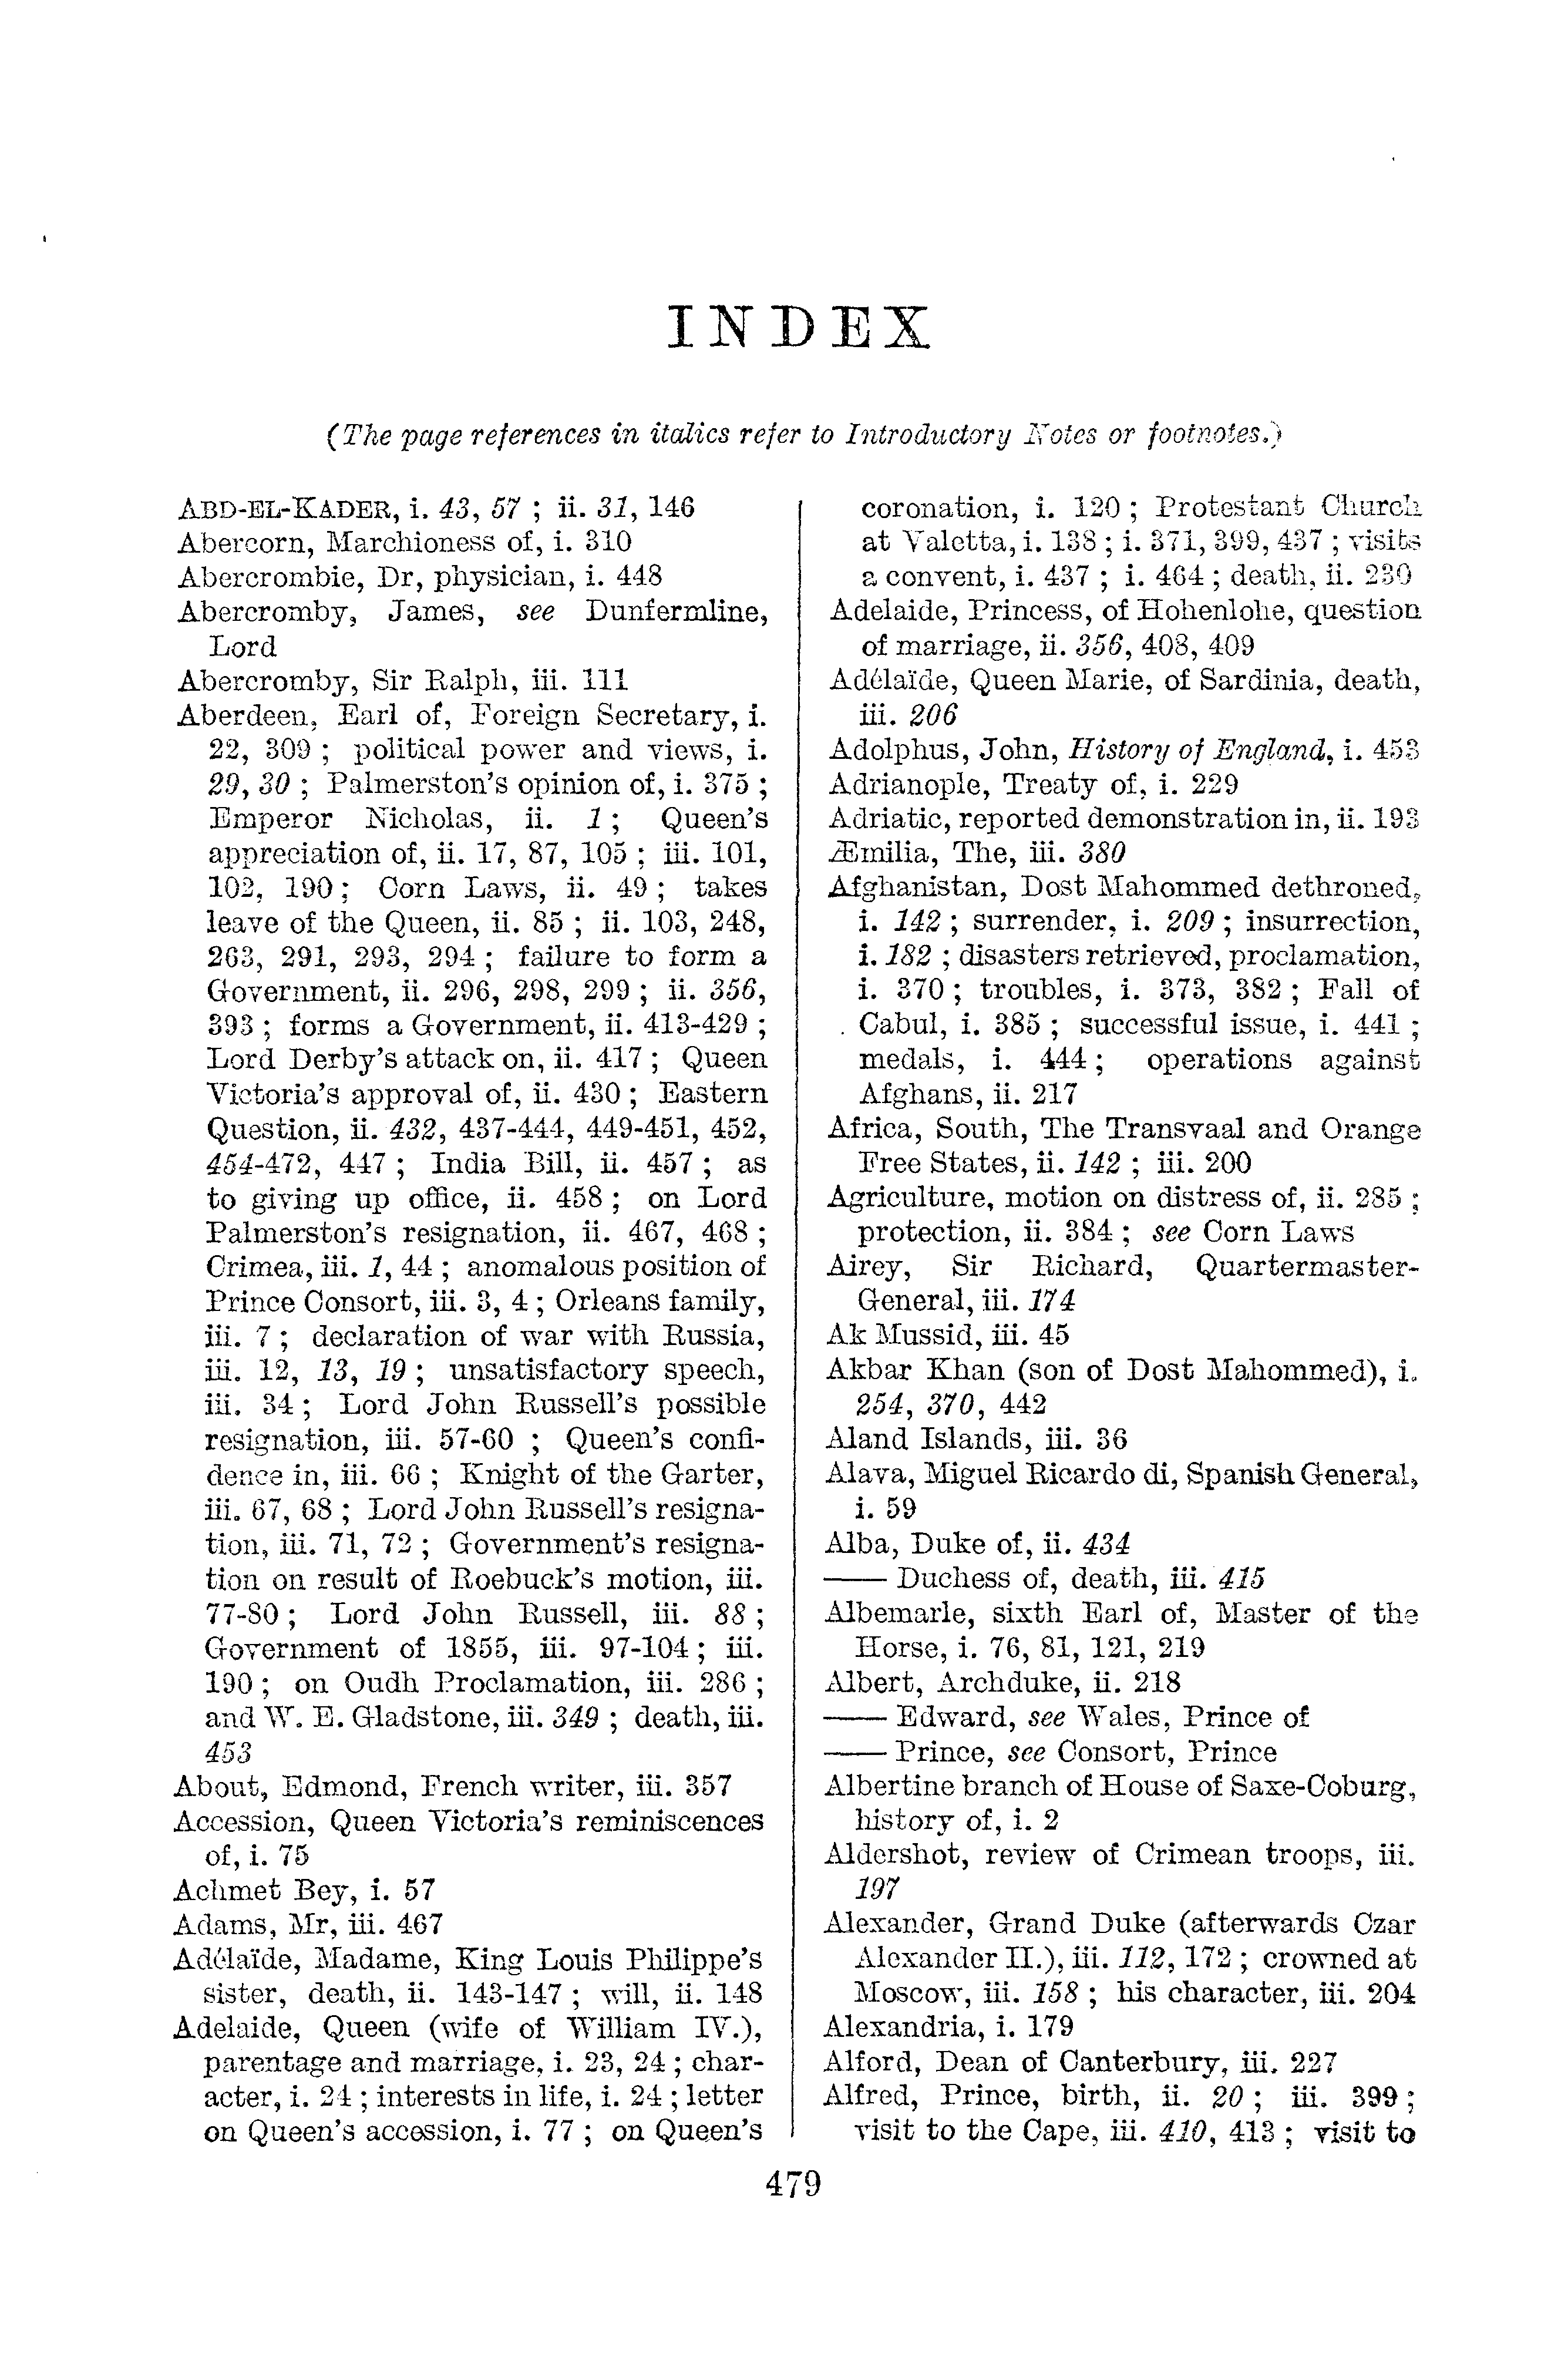 INDEX
(The page references in italics refer to Introductory Notes or footnotes.)
ABD-EL-KADER, i. 43, 57 ; ii. 31, 146
Abercorn, Marchioness of, i. 310
Abercrombie, Dr, physician, i. 448
Abercromby, James, see Dunfermline,
Lord
Abercromby, Sir Ralph, iii. 111
Aberdeen, Earl of, Foreign Secretary, i.
22, 309 ; political power and views, i.
29, 30 ; Palmerston's opinion of, i. 375 ;
Emperor Nicholas, ii. 1 ; Queen's
appreciation of, ii. 17, 87, 105 ; iii. 101,
102, 190 ; Corn Laws, ii. 49 ; takes
leave of the Queen, ii. 85 ; ii. 103, 248,
263, 291, 293, 294 ; failure to form a
Government, ii. 296, 298, 299 ; ii. 356,
393 ; forms a Government, ii. 413-429 ;
Lord Derby's attack on, ii. 417 ; Queen
Victoria's approval of, ii. 430 ; Eastern
Question, ii. 432, 437-444, 449-451, 452,
454-472, 447 ; India Bill, ii. 457 ; as
to giving up office, ii. 458 ; on Lord
Palmerston's resignation, ii. 467, 468 ;
Crimea, iii. 1, 44 ; anomalous position of
Prince Consort, iii. 3, 4 ; Orleans family,
iii. 7 ; declaration of war with Russia,
iii. 12, 13, 19 ; unsatisfactory speech,
iii. 34 ; Lord John Russell's possible
resignation, iii. 57-60 ; Queen's confi-
dence in, iii. 66 ; Knight of the Garter,
iii. 67, 68 ; Lord John Russell's resigna-
tion, iii. 71, 72 ; Government's resigna-
tion on result of Roebuck's motion, iii.
77-80 ; Lord John Russell, iii. 88 ;
Government of 1855, iii. 97-104 ; iii.
190 ; on Oudh Proclamation, iii. 286 ;
and W. E. Gladstone, iii. 349 ; death, iii.
453
About, Edmond, French writer, iii. 357
Accession, Queen Victoria's reminiscences
of, i. 75
Achmet Bey, i. 57
Adams, Mr, iii. 467
Adélaïde, Madame, King Louis Philippe's
sister, death, ii. 143-147 ; will, ii. 148
Adelaide, Queen (wife of William IV.),
parentage and marriage, i. 23, 24 ; char-
acter, i. 24 ; interests in life, i. 24 ; letter
on Queen's accession, i. 77 ; on Queen's
coronation, i. 120 ; Protestant Church
at Valetta, i. 138 ; i. 371, 399, 437 ; visits
a convent, i. 437 ; i. 464 ; death, ii. 230
Adelaide, Princess, of Hohenlohe, question
of marriage, ii. 356, 408, 409
Adélaïde, Queen Marie, of Sardinia, death,
iii. 206
Adolphus, John, History of England, i. 453
Adrianople, Treaty of, i. 229
Adriatic, reported demonstration in, ii. 193
Æmilia, The, iii. 380
Afghanistan, Dost Mahommed dethroned,
i. 142 ; surrender, i. 209 ; insurrection,
i. 182 ; disasters retrieved, proclamation,
i. 370 ; troubles, i. 373, 382 ; Fall of
Cabul, i. 385 ; successful issue, i. 441 ;
medals, i. 444 ; operations against
Afghans, ii. 217
Africa, South, The Transvaal and Orange
Free States, ii. 142 ; iii. 200
Agriculture, motion on distress of, ii. 285 ;
protection, ii. 384 ; see Corn Laws
Airey, Sir Richard, Quartermaster-
General, iii. 174
Ak Mussid, iii. 45
Akbar Khan (son of Dost Mahommed), i.
254, 370, 442
Aland Islands, iii. 36
Alava, Miguel Ricardo di, Spanish General,
i. 59
Alba, Duke of, ii. 434
—— Duchess of, death, iii. 415
Albemarle, sixth Earl of, Master of the
Horse, i. 76, 81, 121, 219
Albert, Archduke, ii. 218
—— Edward, see Wales, Prince of
—— Prince, see Consort, Prince
Albertine branch of House of Saxe-Coburg,
history of, i. 2
Aldershot, review of Crimean troops, iii.
197
Alexander, Grand Duke (afterwards Czar
Alexander II.), iii. 112, 172 ; crowned at
Moscow, iii. 158 ; his character, iii. 204
Alexandria, i. 179
Alford, Dean of Canterbury, iii. 227
Alfred, Prince, birth, ii. 20 ; iii. 399 ;
visit to the Cape, iii. 410, 413 ; visit to
479